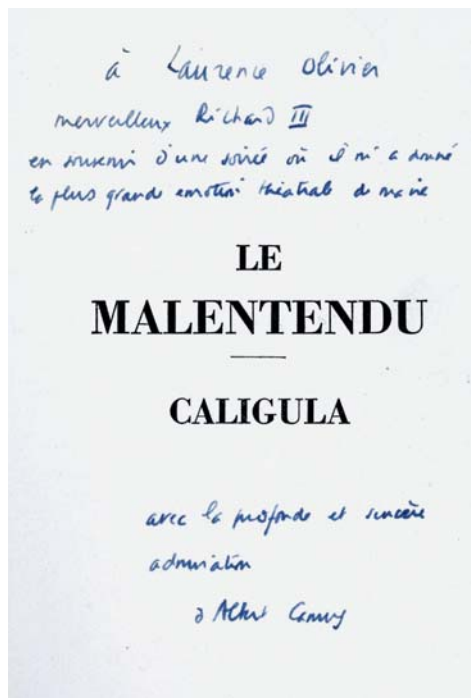 à Laurence Olivier
merveilleux Richard III
en souvenir d'une soirée où il m'a donné
la plus grande emotion théatrale de ma vie
LE
MALENTENDU
CALIGULA
avec la profonde et sincère
admiration
d'Albert Camus